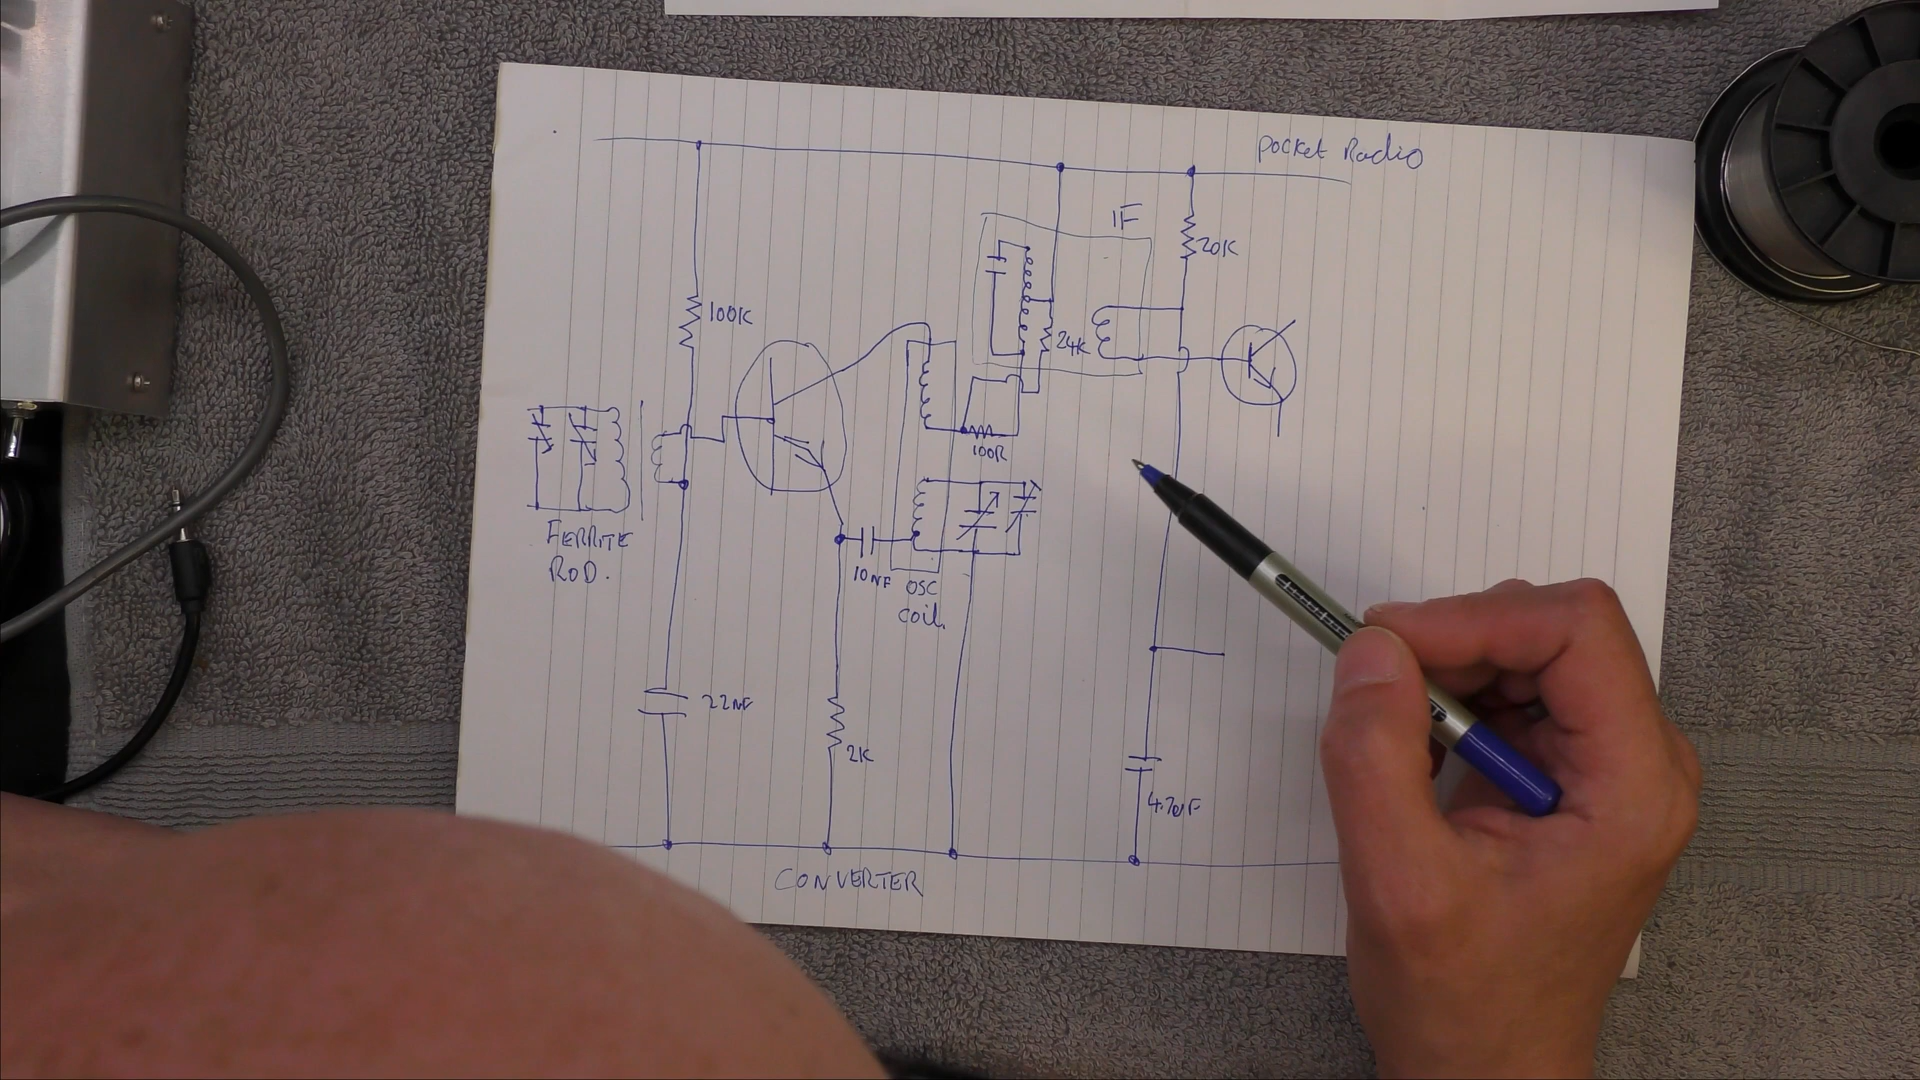 Pocket Radio
IF
20K
100K
24K
100R
FERRITE
ROD.
10NF
OSC
coil.
22NF
2K
4.7uF
CONVERTER